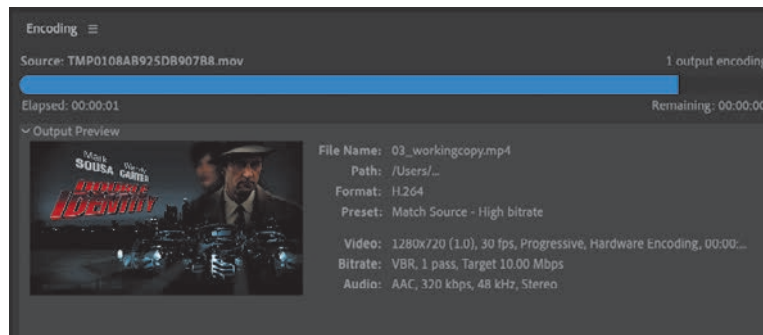 Encoding
Source: TMP0108AB925DB907B8.mov
1 output encoding
Elapsed: 00:00:01
Remaining: 00:00:00
Output Preview
Mark SOUSA
Wendy CARTER
DOUBLE
IDENTITY
File Name: 03_workingcopy.mp4
Path: /Users/...
Format: H.264
Preset: Match Source - High bitrate
Video: 1280x720 (1.0), 30 fps, Progressive, Hardware Encoding, 00:00:...
Bitrate: VBR, 1 pass, Target 10.00 Mbps
Audio: AAC, 320 kbps, 48 kHz, Stereo